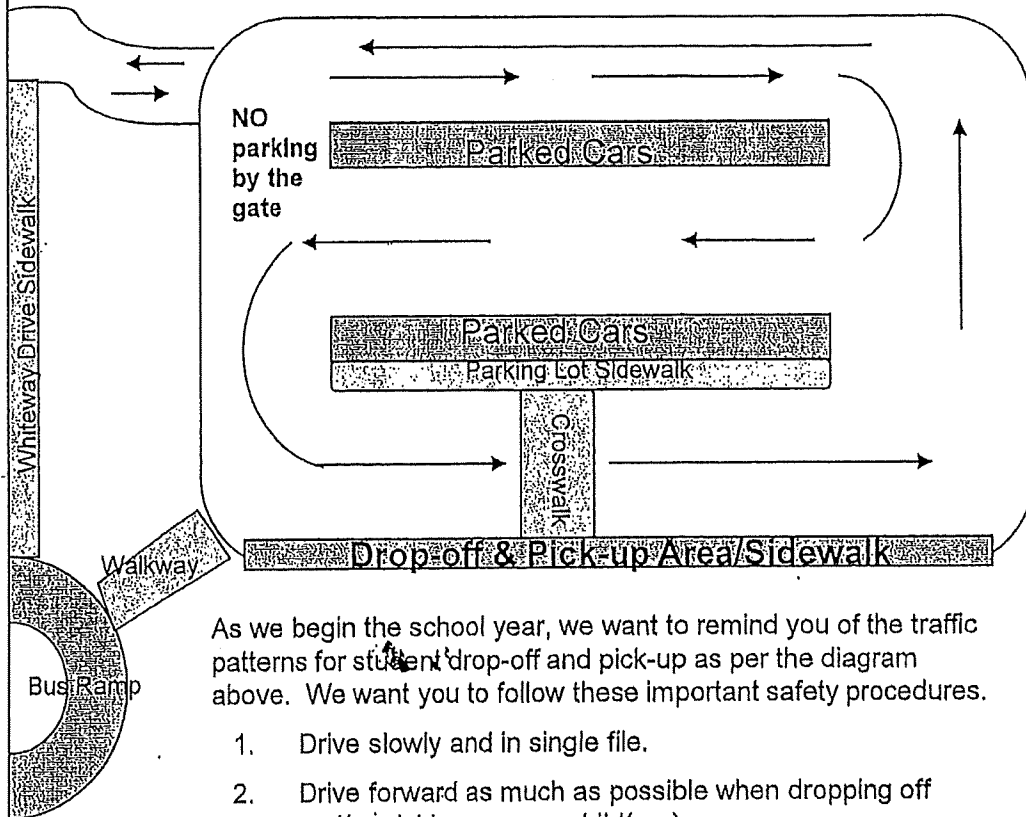 NO
parking
by the
gate
Parked Cars
Whiteway Drive Sidewalk
Parked Cars
Parking Lot Sidewalk
Crosswalk
Drop-off & Pick-up Area/Sidewalk
Walkway
Bus Ramp
As we begin the school year, we want to remind you of the traffic
patterns for student drop-off and pick-up as per the diagram
above. We want you to follow these important safety procedures.
1. Drive slowly and in single file.
2. Drive forward as much as possible when dropping off